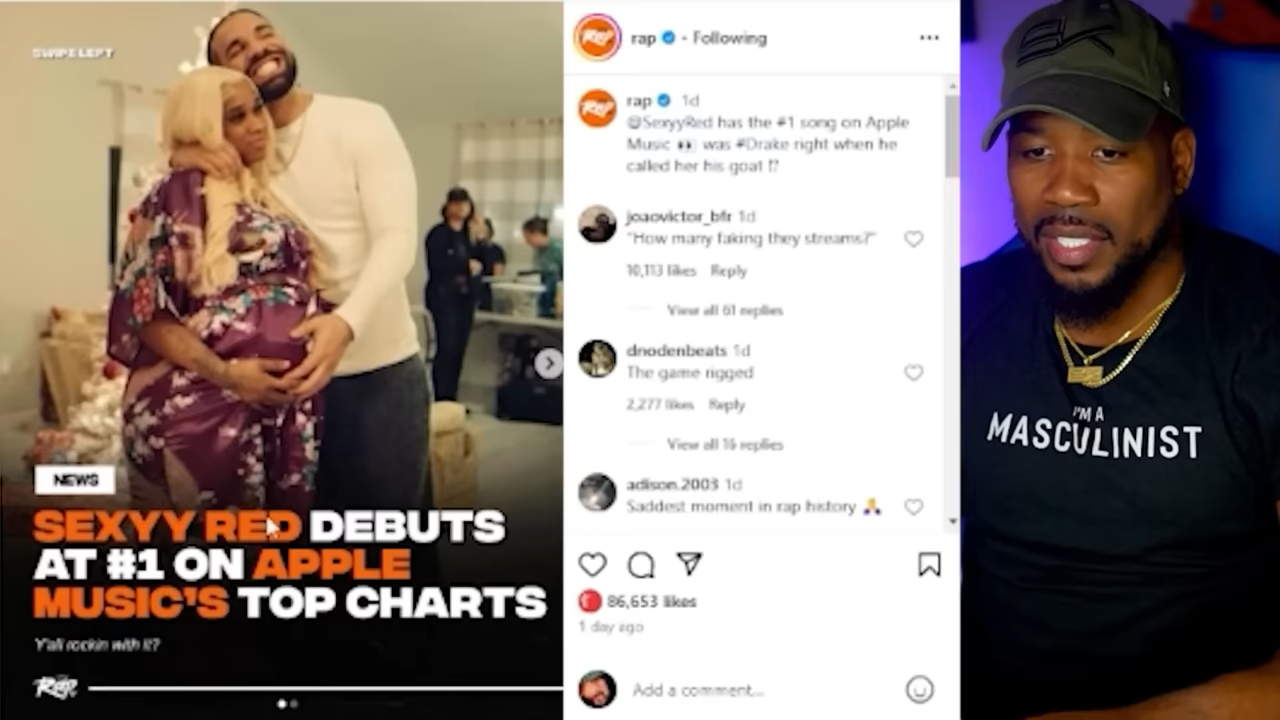 SWIPE LEFT
NEWS
SEXYY RED DEBUTS
AT #1 ON APPLE
MUSIC'S TOP CHARTS
Y'all rockin with it?
RAP
RAP
rap • Following
RAP
rap 1d
@SexyyRed has the #1 song on Apple
Music 👀 was #Drake right when he
called her his goat ⁉
joaovictor_bfr 1d
"How many faking they streams?"
10,113 likes Reply
View all 61 replies
dnodenbeats 1d
The game rigged
2,277 likes Reply
View all 16 replies
adison.2003 1d
Saddest moment in rap history 🙏
86,653 likes
1 day ago
Add a comment...
EK
I'M A
MASCULINIST